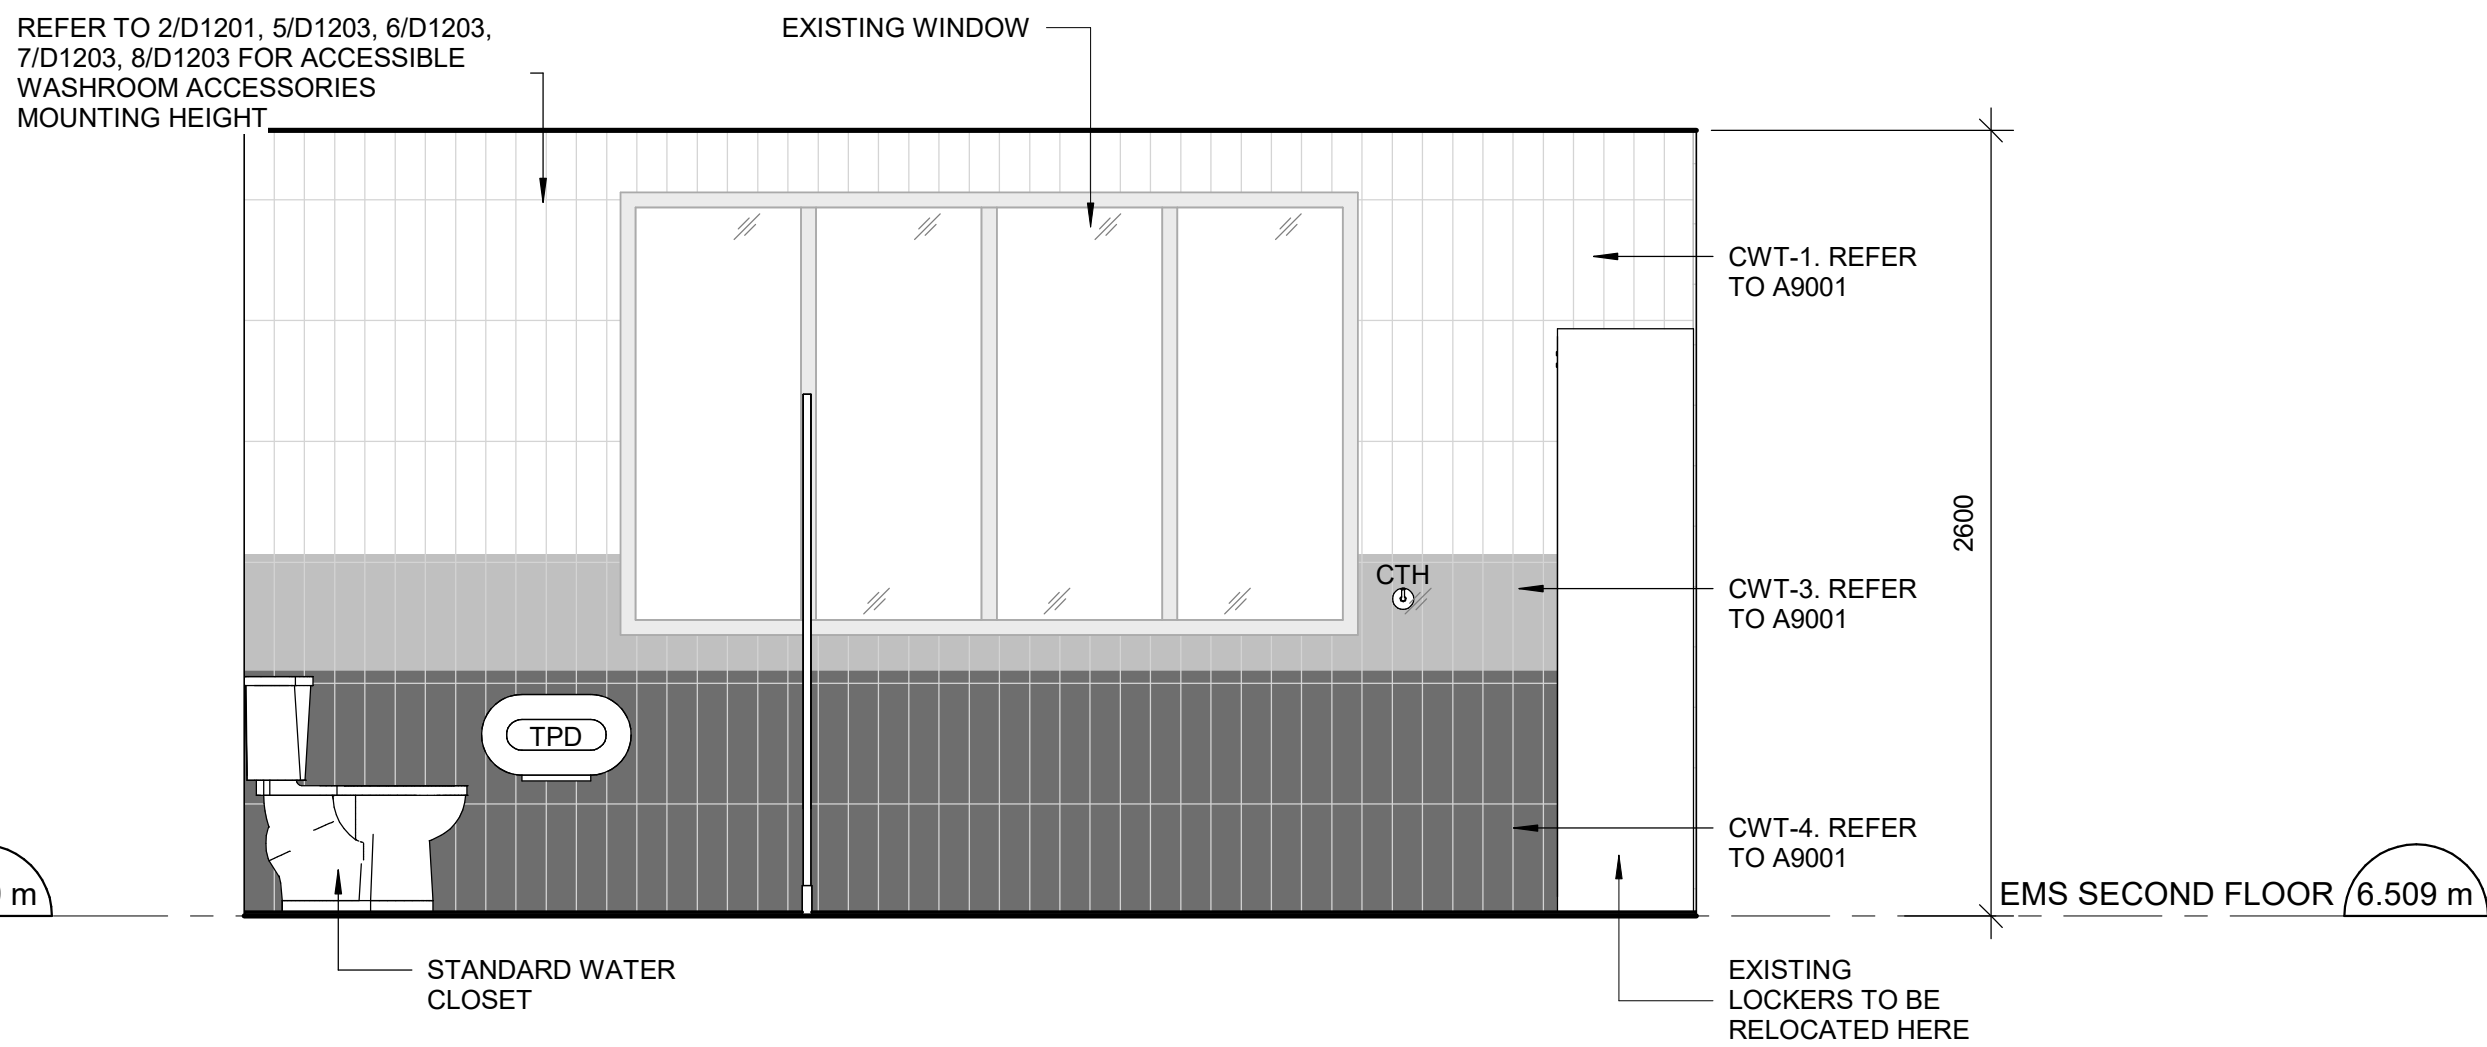 REFER TO 2/D1201, 5/D1203, 6/D1203,
7/D1203, 8/D1203 FOR ACCESSIBLE
WASHROOM ACCESSORIES
MOUNTING HEIGHT
EXISTING WINDOW
CWT-1. REFER
TO A9001
2600
CTH
CWT-3. REFER
TO A9001
TPD
CWT-4. REFER
TO A9001
m
EMS SECOND FLOOR 6.509 m
STANDARD WATER
CLOSET
EXISTING
LOCKERS TO BE
RELOCATED HERE